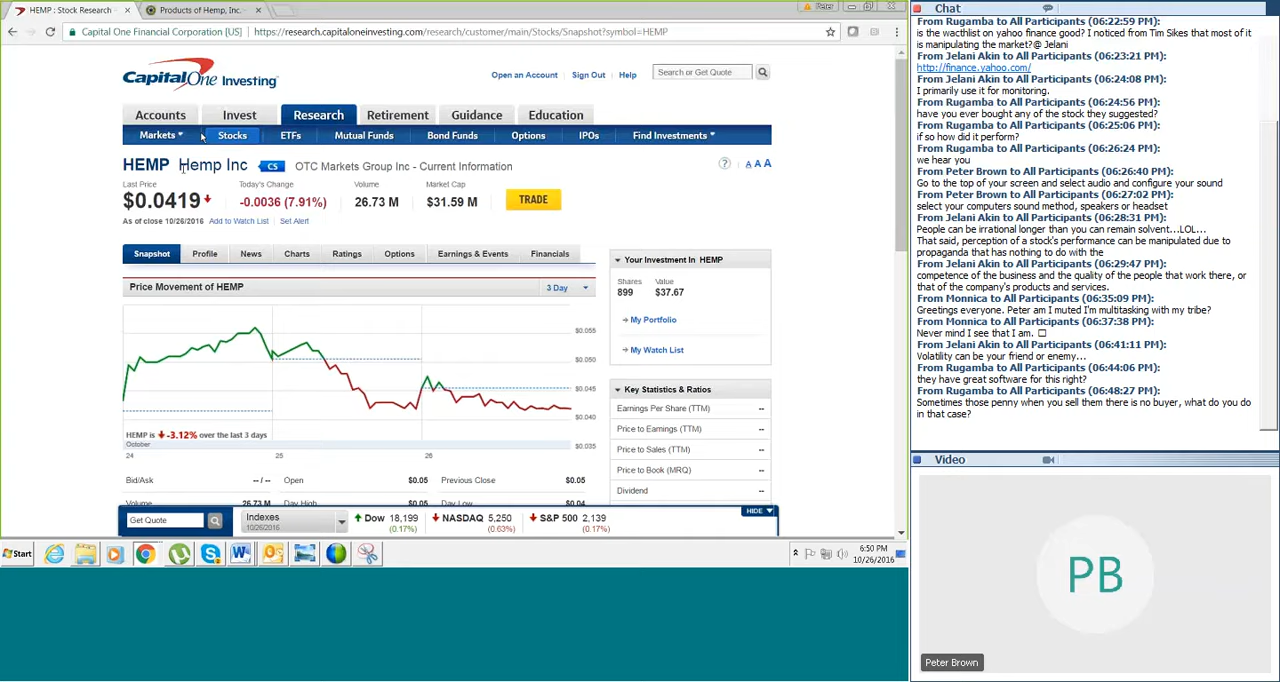 HEMP : Stock Research -
Products of Hemp, Inc.
Peter
Capital One Financial Corporation [US]
https://research.capitaloneinvesting.com/research/customer/main/Stocks/Snapshot?symbol=HEMP
Capital One Investing
Open an Account
Sign Out
Help
Search or Get Quote
Accounts
Invest
Research
Retirement
Guidance
Education
Markets
Stocks
ETFs
Mutual Funds
Bond Funds
Options
IPOs
Find Investments
HEMP Hemp Inc
CS
OTC Markets Group Inc - Current Information
? A A A
Last Price
Today's Change
Volume
Market Cap
$0.0419
-0.0036 (7.91%)
26.73 M
$31.59 M
TRADE
As of close 10/26/2016
Add to Watch List
Set Alert
Snapshot
Profile
News
Charts
Ratings
Options
Earnings & Events
Financials
Price Movement of HEMP
3 Day
$0.055
$0.050
$0.045
$0.040
$0.035
HEMP is -3.12% over the last 3 days
October
24
25
26
Bid/Ask
-- / --
Open
$0.05
Previous Close
$0.05
Volume
26.73 M
Day High
$0.05
Day Low
$0.04
Your Investment In HEMP
Shares
Value
899
$37.67
My Portfolio
My Watch List
Key Statistics & Ratios
Earnings Per Share (TTM) --
Price to Earnings (TTM) --
Price to Sales (TTM) --
Price to Book (MRQ) --
Dividend --
Get Quote
Indexes
10/26/2016
Dow 18,199
(0.17%)
NASDAQ 5,250
(0.63%)
S&P 500 2,139
(0.17%)
HIDE
Start
6:50 PM
10/26/2016
Chat
From Rugamba to All Participants (06:22:59 PM):
is the wacthlist on yahoo finance good? I noticed from Tim Sikes that most of it
is manipulating the market?@ Jelani
From Jelani Akin to All Participants (06:23:21 PM):
http://finance.yahoo.com/
From Jelani Akin to All Participants (06:24:08 PM):
I primarily use it for monitoring.
From Rugamba to All Participants (06:24:56 PM):
have you ever bought any of the stock they suggested?
From Rugamba to All Participants (06:25:06 PM):
if so how did it perform?
From Rugamba to All Participants (06:26:24 PM):
we hear you
From Peter Brown to All Participants (06:26:40 PM):
Go to the top of your screen and select audio and configure your sound
From Peter Brown to All Participants (06:27:02 PM):
select your computers sound method, speakers or headset
From Jelani Akin to All Participants (06:28:31 PM):
People can be irrational longer than you can remain solvent...LOL...
That said, perception of a stock's performance can be manipulated due to
propaganda that has nothing to do with the
From Jelani Akin to All Participants (06:29:47 PM):
competence of the business and the quality of the people that work there, or
that of the company's products and services.
From Monnica to All Participants (06:35:09 PM):
Greetings everyone. Peter am I muted I'm multitasking with my tribe?
From Monnica to All Participants (06:37:38 PM):
Never mind I see that I am. □
From Jelani Akin to All Participants (06:41:11 PM):
Volatility can be your friend or enemy...
From Rugamba to All Participants (06:44:06 PM):
they have great software for this right?
From Rugamba to All Participants (06:48:27 PM):
Sometimes those penny when you sell them there is no buyer, what do you do
in that case?
Video
PB
Peter Brown